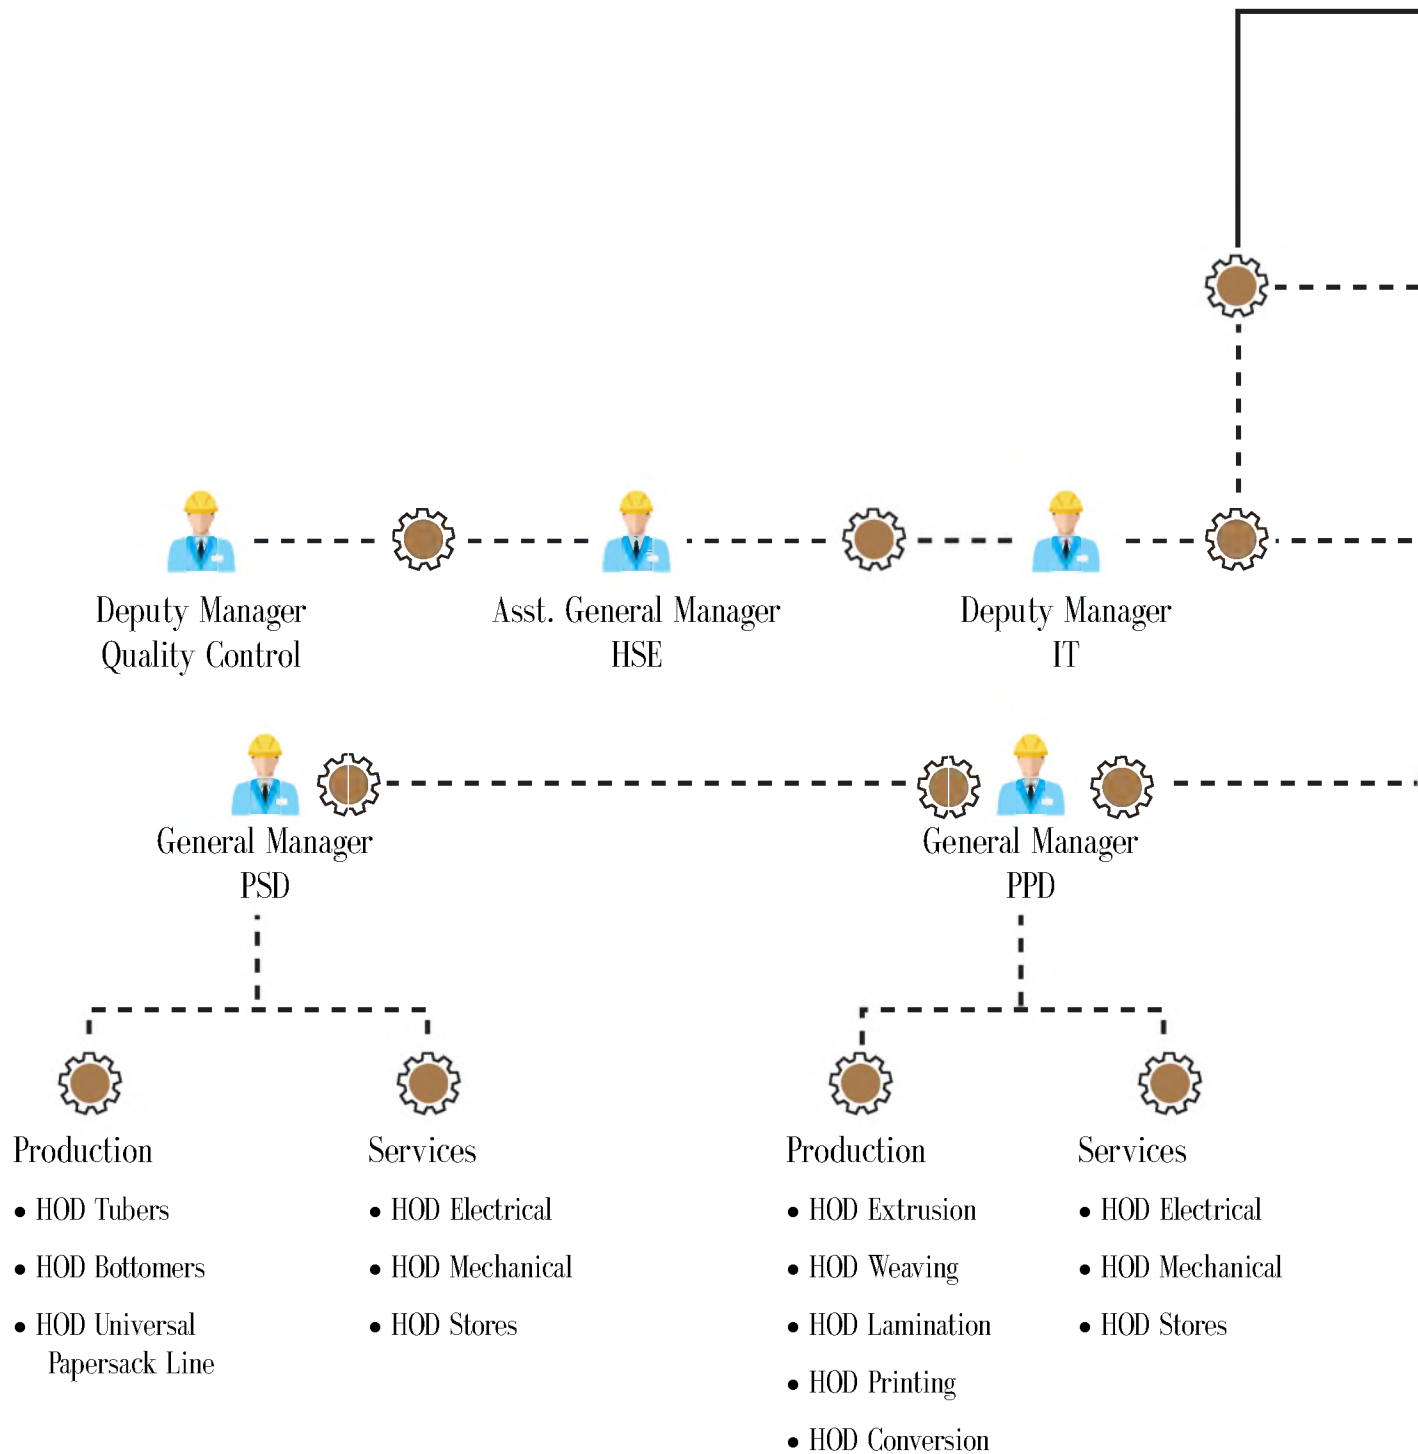 Deputy Manager
Quality Control
Asst. General Manager
HSE
Deputy Manager
IT
General Manager
PSD
General Manager
PPD
Production
• HOD Tubers
• HOD Bottomers
• HOD Universal
Papersack Line
Services
• HOD Electrical
• HOD Mechanical
• HOD Stores
Production
• HOD Extrusion
• HOD Weaving
• HOD Lamination
• HOD Printing
• HOD Conversion
Services
• HOD Electrical
• HOD Mechanical
• HOD Stores